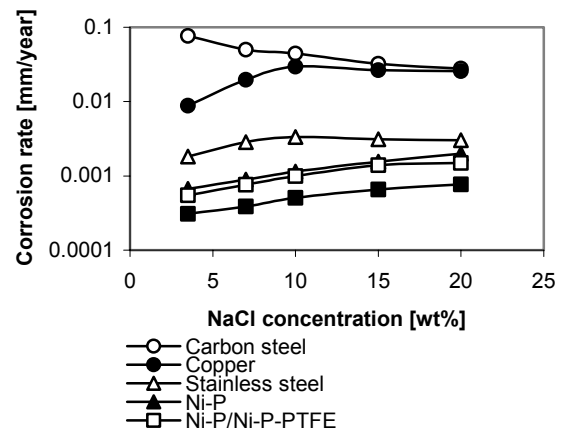 Corrosion rate [mm/year]
0.1
0.01
0.001
0.0001
0
5
10
15
20
25
NaCl concentration [wt%]
Carbon steel
Copper
Stainless steel
Ni-P
Ni-P/Ni-P-PTFE